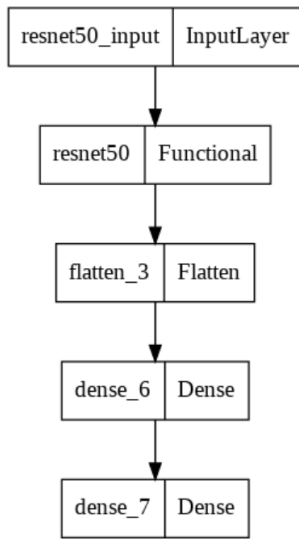 resnet50_input InputLayer
resnet50 Functional
flatten_3 Flatten
dense_6 Dense
dense_7 Dense